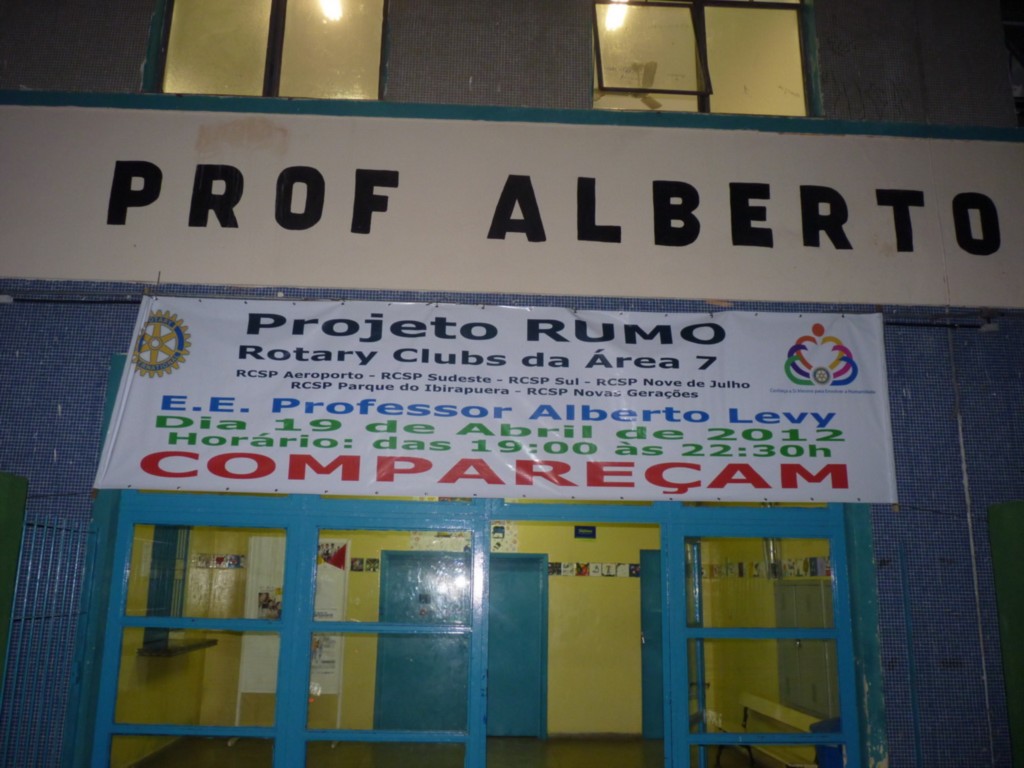 PROF ALBERTO
Projeto RUMO
Rotary Clubs da Área 7
RCSP Aeroporto - RCSP Sudeste - RCSP Sul - RCSP Nove de Julho
RCSP Parque do Ibirapuera - RCSP Novas Gerações
E.E. Professor Alberto Levy
Dia 19 de Abril de 2012
Horário: das 19:00 às 22:30h
COMPAREÇAM